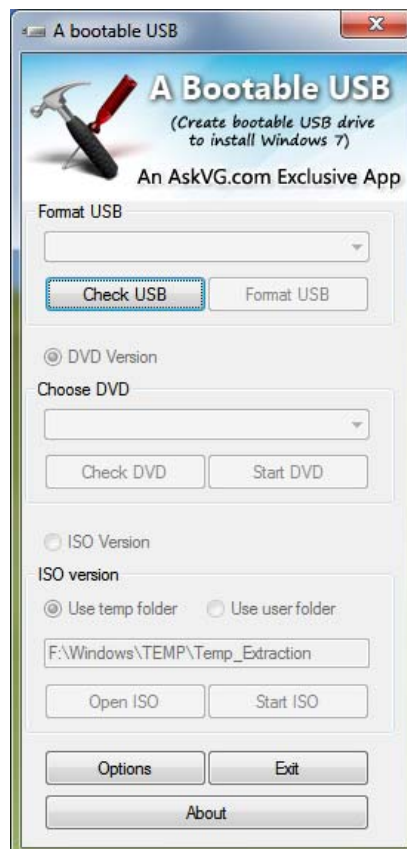 A bootable USB
A Bootable USB
(Create bootable USB drive
to install Windows 7)
An AskVG.com Exclusive App
Format USB
Check USB
Format USB
DVD Version
Choose DVD
Check DVD
Start DVD
ISO Version
ISO version
Use temp folder
Use user folder
F:\Windows\TEMP\Temp_Extraction
Open ISO
Start ISO
Options
Exit
About